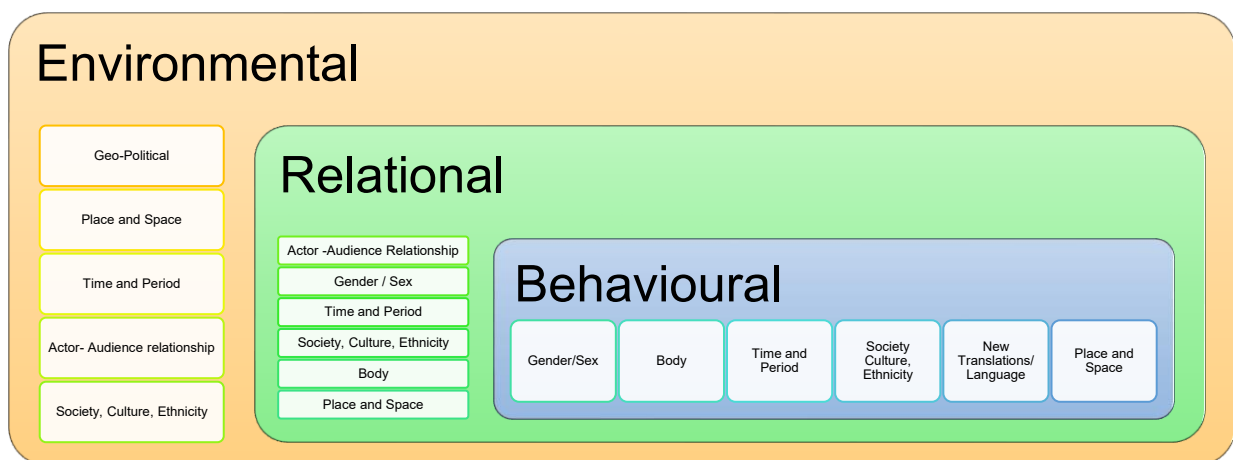 Environmental
Geo-Political
Place and Space
Time and Period
Actor- Audience relationship
Society, Culture, Ethnicity
Relational
Actor -Audience Relationship
Gender / Sex
Time and Period
Society, Culture, Ethnicity
Body
Place and Space
Behavioural
Gender/Sex
Body
Time and
Period
Society
Culture,
Ethnicity
New
Translations/
Language
Place and
Space